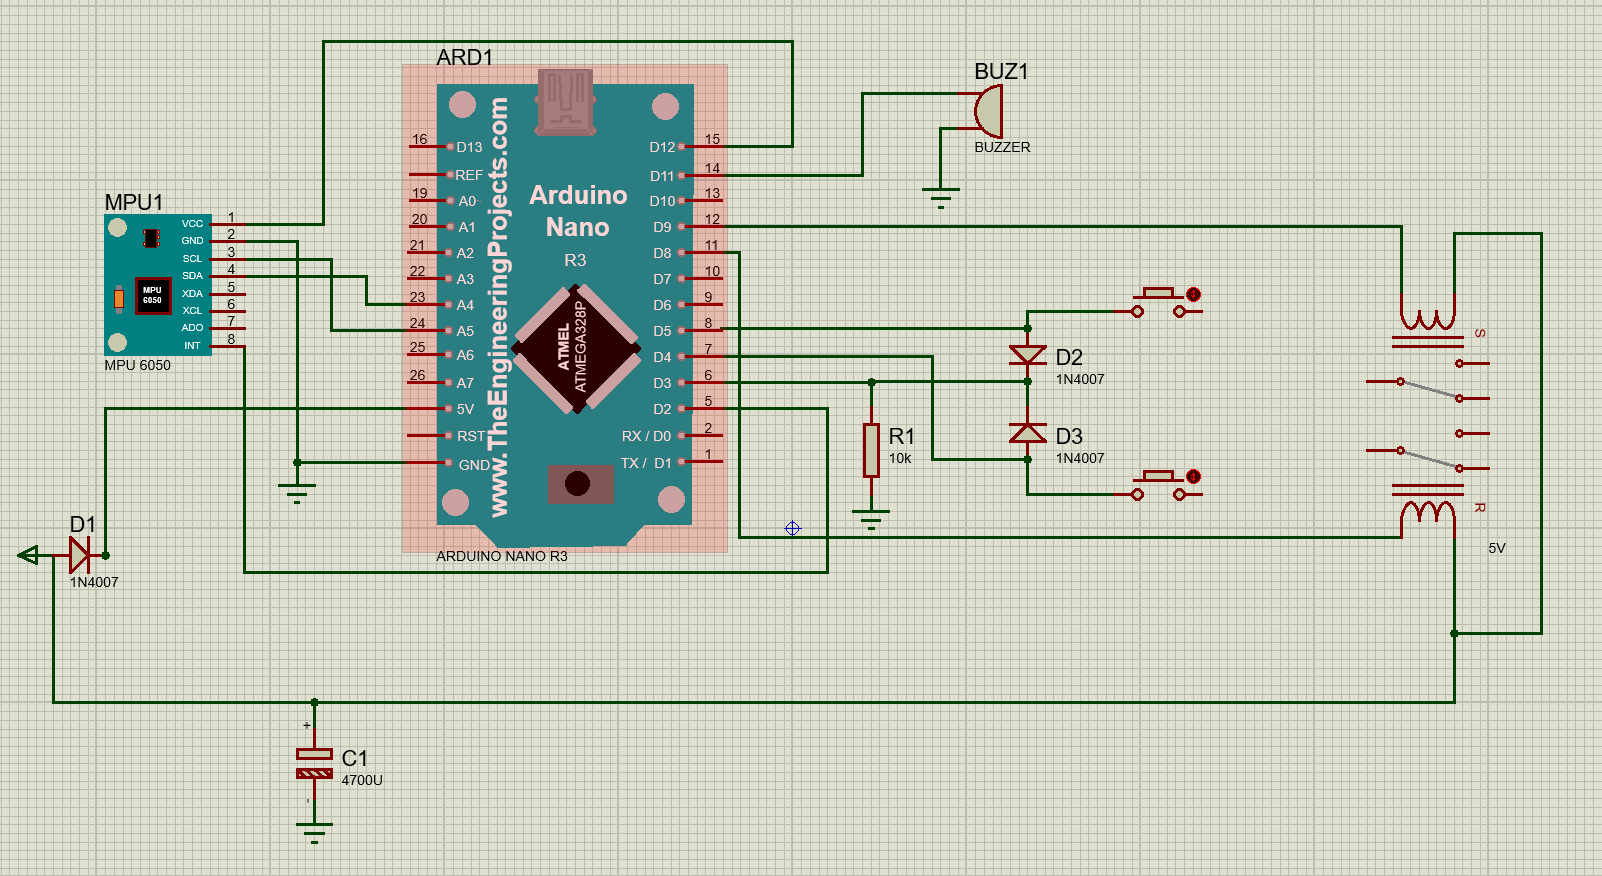 ARD1
BUZ1
BUZZER
MPU1
VCC 1
GND 2
SCL 3
SDA 4
XDA 5
XCL 6
ADO 7
INT 8
MPU
6050
MPU 6050
www.TheEngineeringProjects.com
Arduino
Nano
R3
ATMEL
ATMEGA328P
16 D13
REF
19 A0
20 A1
21 A2
22 A3
23 A4
24 A5
25 A6
26 A7
5V
RST
GND
D12 15
D11 14
D10 13
D9 12
D8 11
D7 10
D6 9
D5 8
D4 7
D3 6
D2 5
RX / D0 2
TX / D1 1
ARDUINO NANO R3
D2
1N4007
D3
1N4007
R1
10k
S
R
5V
D1
1N4007
+
C1
4700U
-